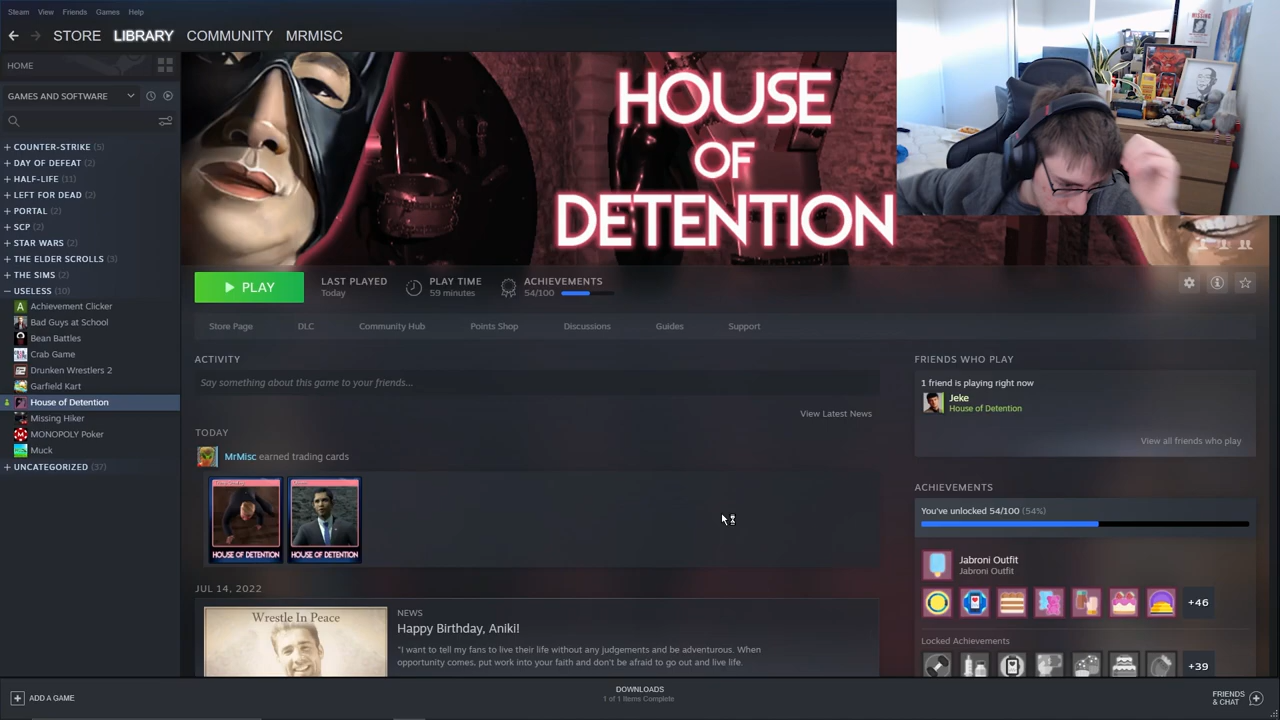 Steam View Friends Games Help
STORE LIBRARY COMMUNITY MRMISC
HOME
GAMES AND SOFTWARE
COUNTER-STRIKE (5)
DAY OF DEFEAT (2)
HALF-LIFE (11)
LEFT FOR DEAD (2)
PORTAL (2)
SCP (2)
STAR WARS (2)
THE ELDER SCROLLS (3)
THE SIMS (2)
USELESS (10)
Achievement Clicker
Bad Guys at School
Bean Battles
Crab Game
Drunken Wrestlers 2
Garfield Kart
House of Detention
Missing Hiker
MONOPOLY Poker
Muck
UNCATEGORIZED (37)
HOUSE
OF
DETENTION
PLAY
LAST PLAYED
Today
PLAY TIME
59 minutes
ACHIEVEMENTS
54/100
Store Page DLC Community Hub Points Shop Discussions Guides Support
ACTIVITY
Say something about this game to your friends...
View Latest News
TODAY
MrMisc earned trading cards
HOUSE OF DETENTION
HOUSE OF DETENTION
JUL 14, 2022
Wrestle In Peace
NEWS
Happy Birthday, Aniki!
"I want to tell my fans to live their life without any judgements and be adventurous. When
opportunity comes, put work into your faith and don't be afraid to go out and live life.
FRIENDS WHO PLAY
1 friend is playing right now
Jeke
House of Detention
View all friends who play
ACHIEVEMENTS
You've unlocked 54/100 (54%)
Jabroni Outfit
Jabroni Outfit
+46
Locked Achievements
+39
ADD A GAME
DOWNLOADS
1 of 1 Items Complete
FRIENDS
& CHAT
MISSING